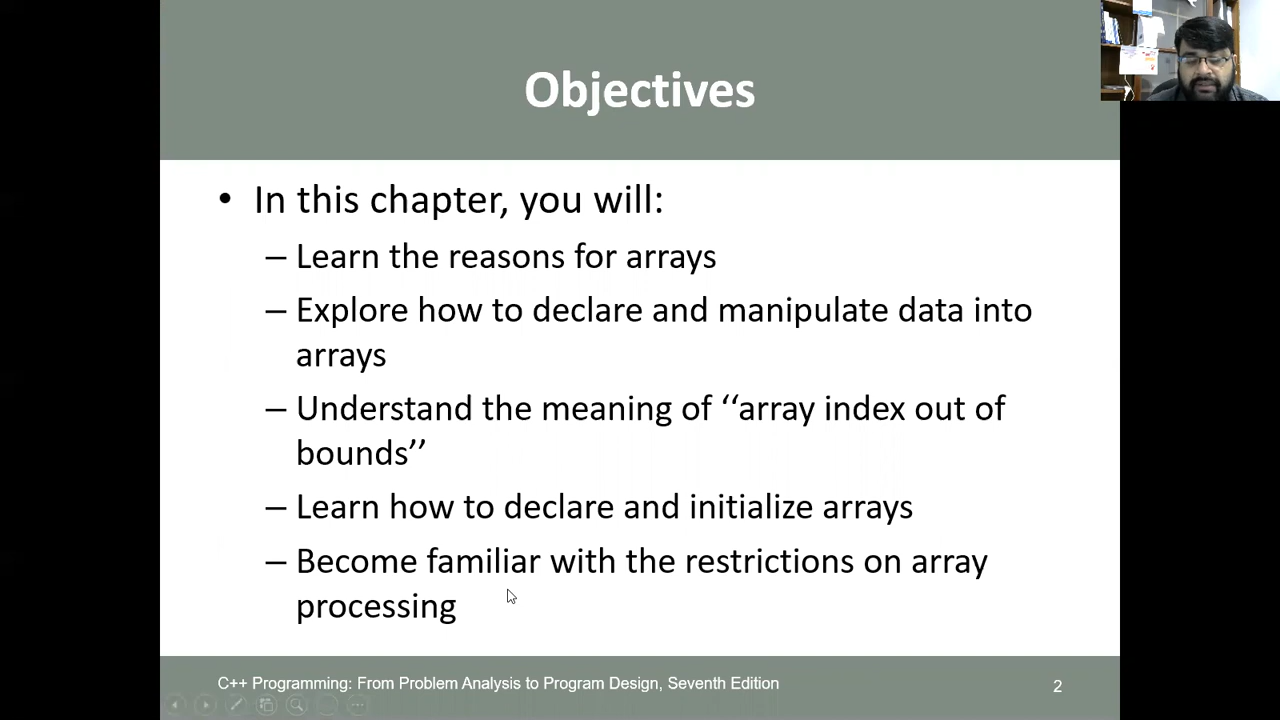 Objectives
• In this chapter, you will:
– Learn the reasons for arrays
– Explore how to declare and manipulate data into
arrays
– Understand the meaning of ‘‘array index out of
bounds’’
– Learn how to declare and initialize arrays
– Become familiar with the restrictions on array
processing
C++ Programming: From Problem Analysis to Program Design, Seventh Edition
2